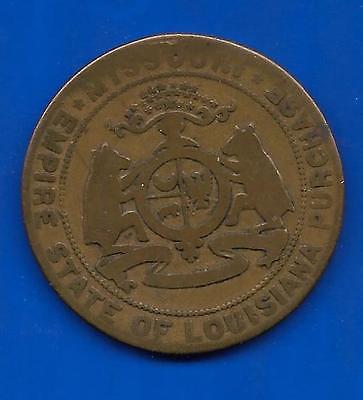 ★ MISSOURI ★
EMPIRE STATE OF LOUISIANA PURCHASE